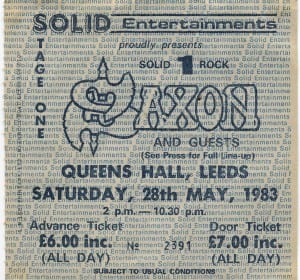 SOLID Entertainments
STAGE ONE
proudly presents
SOLID 1 ROCK
SAXON
AND GUESTS
(See Press for Full Line-up)
QUEENS HALL, LEEDS
SATURDAY, 28th MAY, 1983
2 p.m.—10.30 p.m.
Advance Ticket
Door Ticket
£6.00 inc.
№ 2391
£7.00 inc.
(ALL DAY)
(ALL DAY)
SUBJECT TO USUAL CONDITIONS